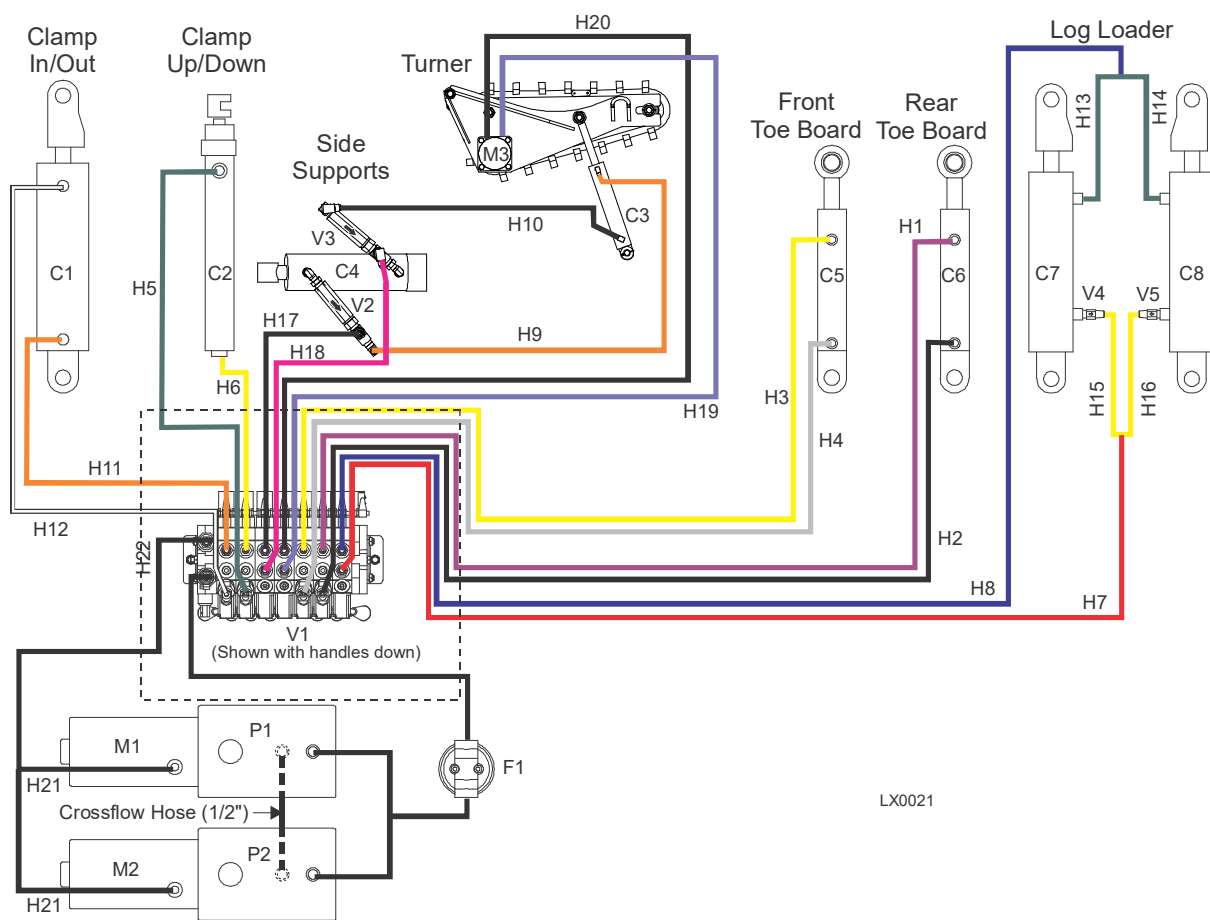 Clamp
In/Out
Clamp
Up/Down
Turner
H20
Log Loader
Front
Toe Board
Rear
Toe Board
Side
Supports
M3
H13
H14
H10
C3
V3
H1
C1
C2
C4
C5
C6
C7
C8
H5
V2
V4
V5
H17
H9
H18
H6
H3
H19
H15
H16
H4
H11
H12
H22
H2
H8
H7
V1
(Shown with handles down)
P1
M1
F1
H21
Crossflow Hose (1/2")
LX0021
P2
M2
H21